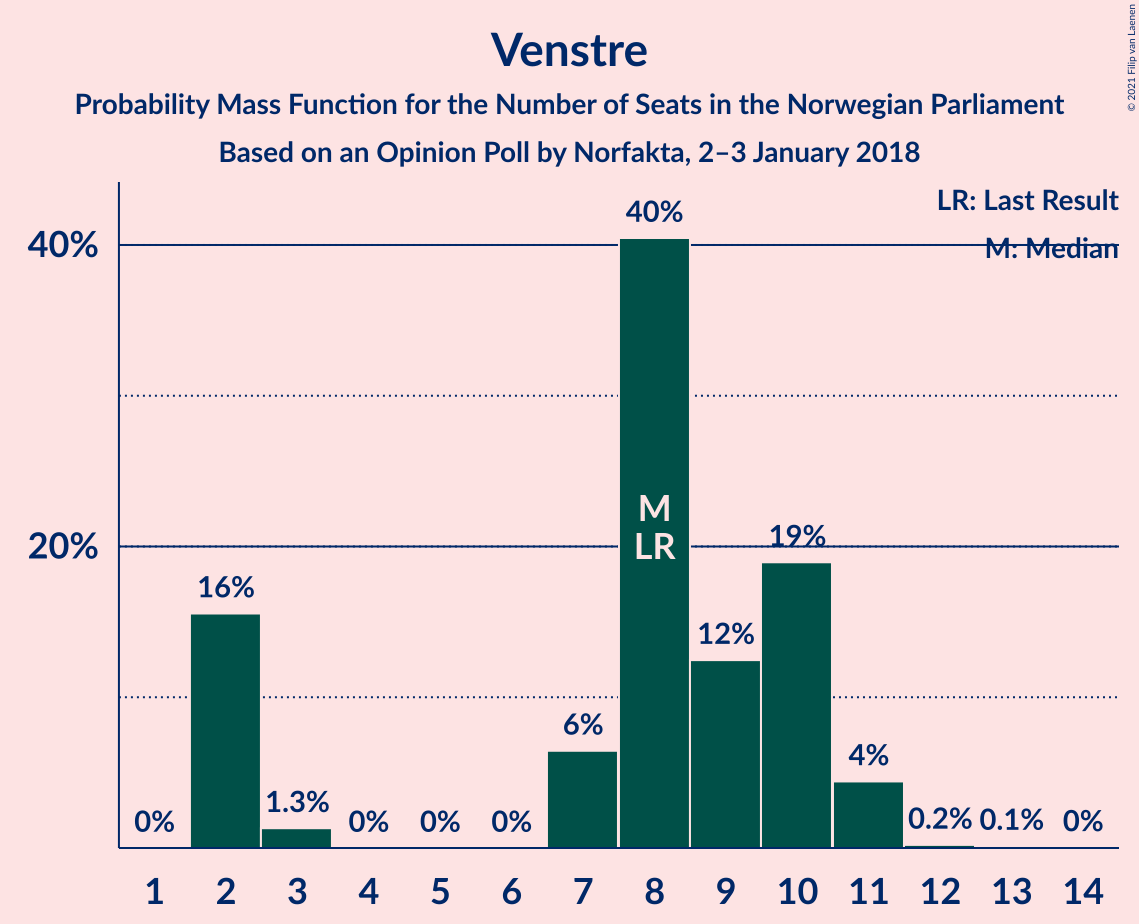 Venstre
Probability Mass Function for the Number of Seats in the Norwegian Parliament
Based on an Opinion Poll by Norfakta, 2–3 January 2018
© 2021 Filip van Laenen
LR: Last Result
M: Median
40%
20%
0%
16%
1.3%
0%
0%
0%
6%
40%
M
LR
12%
19%
4%
0.2%
0.1%
0%
1 2 3 4 5 6 7 8 9 10 11 12 13 14